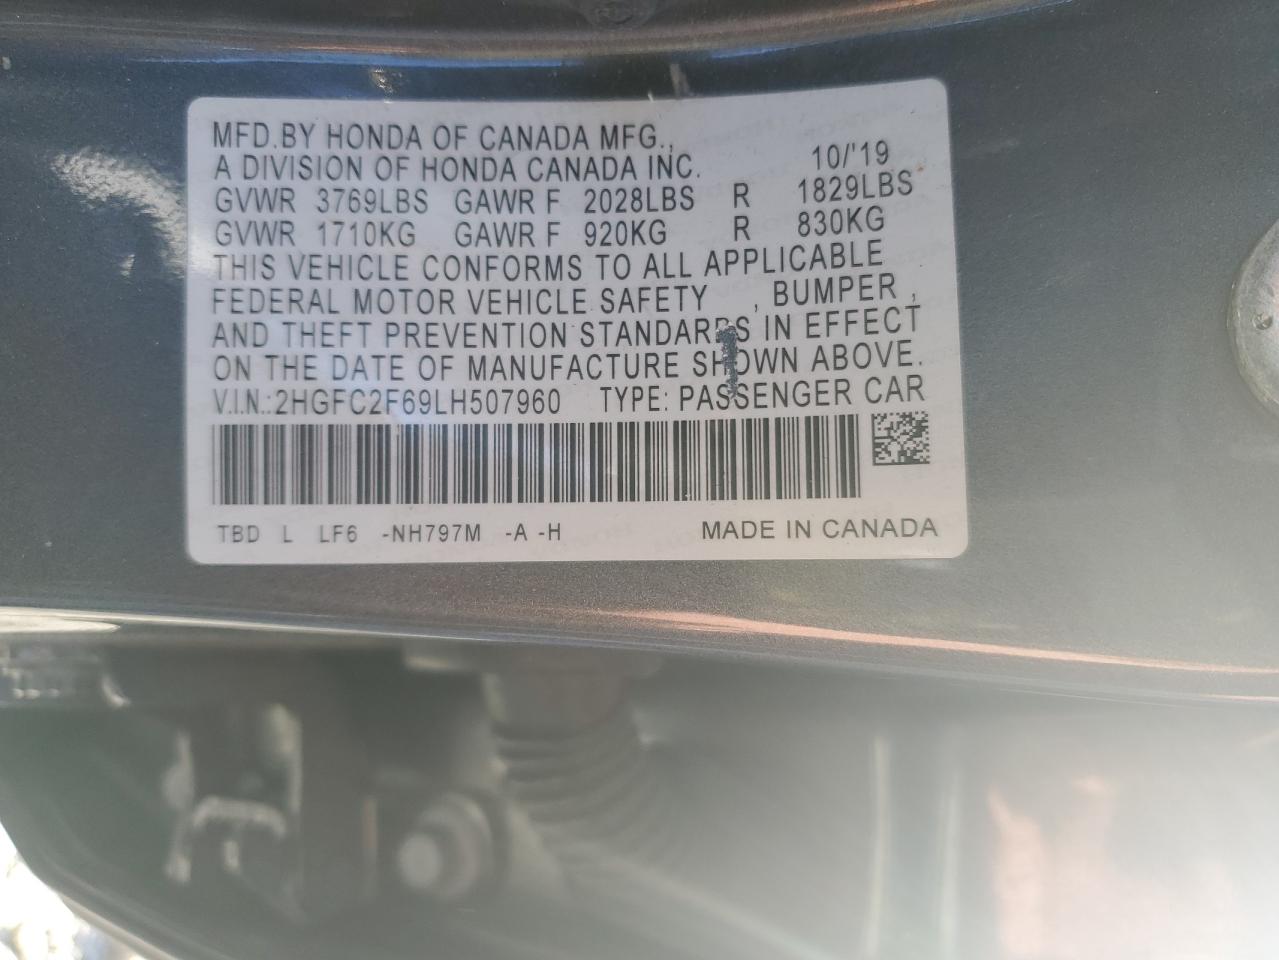 MFD.BY HONDA OF CANADA MFG.,
A DIVISION OF HONDA CANADA INC. 10/'19
GVWR 3769LBS GAWR F 2028LBS R 1829LBS
GVWR 1710KG GAWR F 920KG R 830KG
THIS VEHICLE CONFORMS TO ALL APPLICABLE
FEDERAL MOTOR VEHICLE SAFETY , BUMPER ,
AND THEFT PREVENTION STANDARDS IN EFFECT
ON THE DATE OF MANUFACTURE SHOWN ABOVE.
V.I.N.:2HGFC2F69LH507960 TYPE: PASSENGER CAR
TBD L LF6 -NH797M -A -H MADE IN CANADA